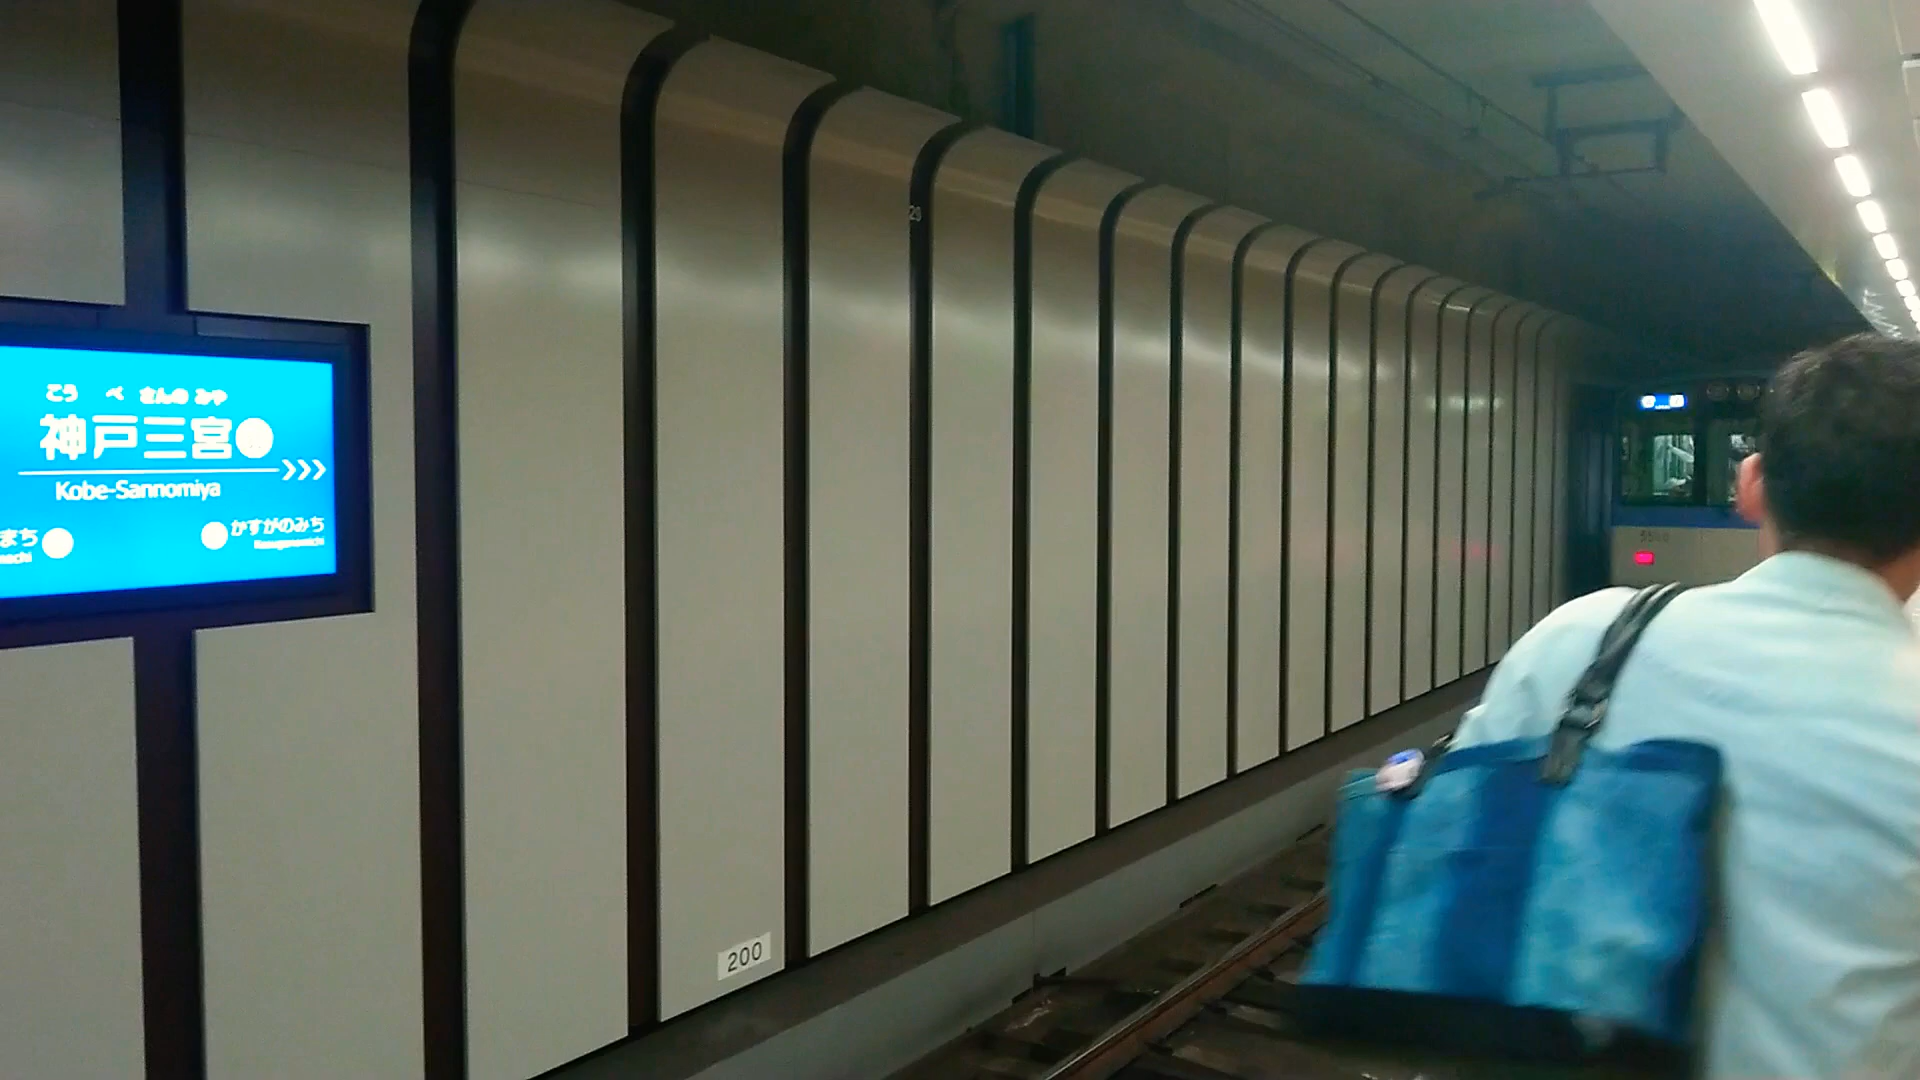 こう べ さんの みや
神戸三宮
Kobe-Sannomiya
まち
かすがのみち
Kasuganomichi
200